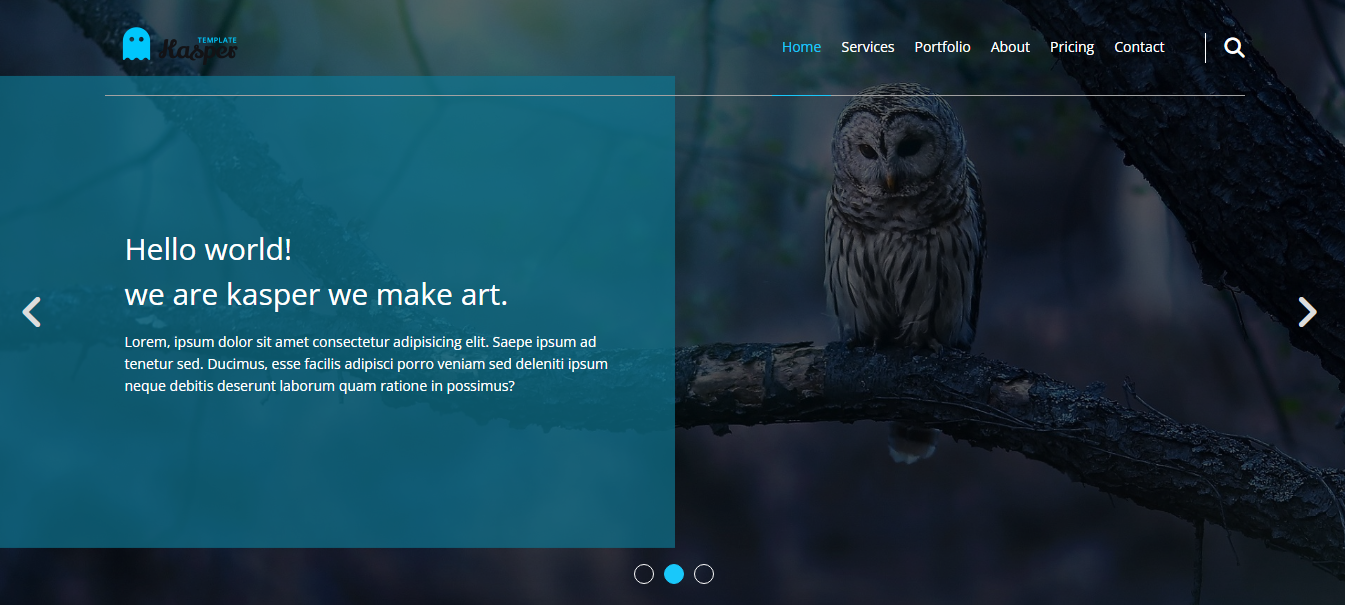 TEMPLATE
Kasper
Home Services Portfolio About Pricing Contact
Hello world!
we are kasper we make art.
Lorem, ipsum dolor sit amet consectetur adipisicing elit. Saepe ipsum ad
tenetur sed. Ducimus, esse facilis adipisci porro veniam sed deleniti ipsum
neque debitis deserunt laborum quam ratione in possimus?